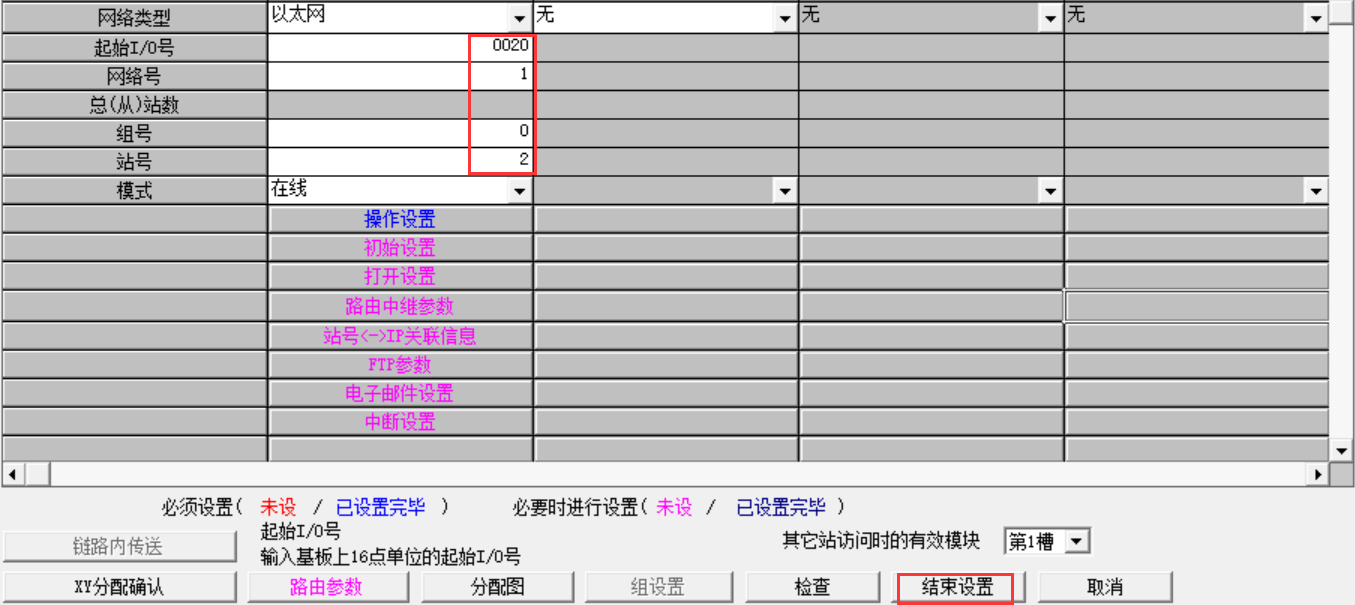 网络类型 以太网 无 无 无
起始I/0号 0020
网络号 1
总(从)站数
组号 0
站号 2
模式 在线
操作设置
初始设置
打开设置
路由中继参数
站号<->IP关联信息
FTP参数
电子邮件设置
中断设置
必须设置( 未设 / 已设置完毕 ) 必要时进行设置( 未设 / 已设置完毕 )
起始I/0号
链路内传送 输入基板上16点单位的起始I/0号 其它站访问时的有效模块 第1槽
XY分配确认 路由参数 分配图 组设置 检查 结束设置 取消